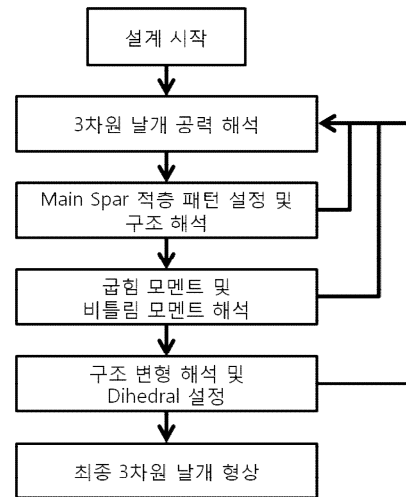 설계 시작
3차원 날개 공력 해석
Main Spar 적층 패턴 설정 및
구조 해석
굽힘 모멘트 및
비틀림 모멘트 해석
구조 변형 해석 및
Dihedral 설정
최종 3차원 날개 형상